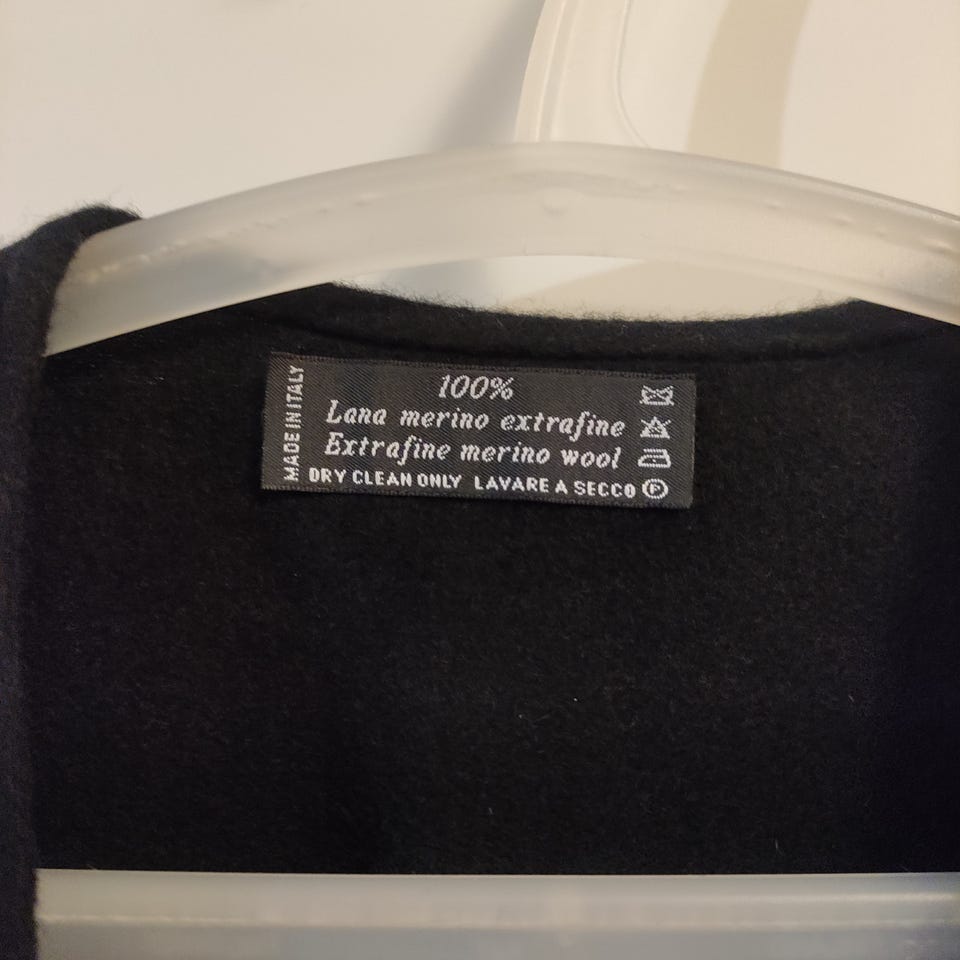 MADE IN ITALY
100%
Lana merino extrafine
Extrafine merino wool
DRY CLEAN ONLY LAVARE A SECCO P